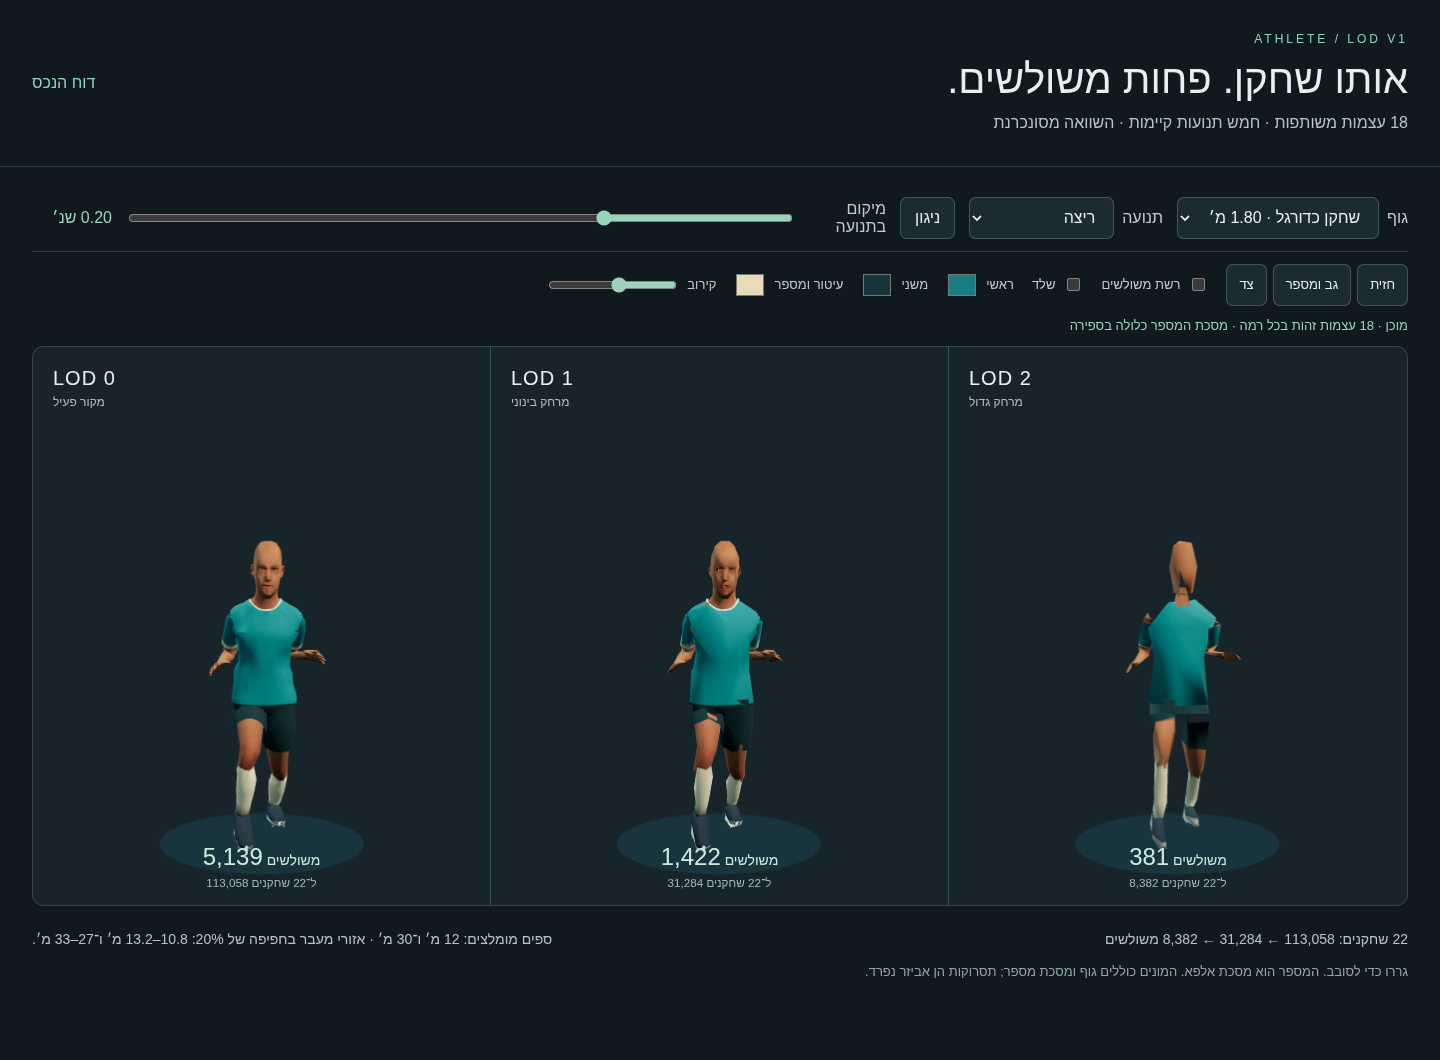 ATHLETE / LOD V1
אותו שחקן. פחות משולשים.
18 עצמות משותפות · חמש תנועות קיימות · השוואה מסונכרנת
דוח הנכס
גוף
שחקן כדורגל · 1.80 מ׳
תנועה
ריצה
ניגון
מיקום
בתנועה
0.20 שנ׳
חזית
גב ומספר
צד
רשת משולשים
שלד
ראשי
משני
עיטור ומספר
קירוב
מוכן · 18 עצמות זהות בכל רמה · מסכת המספר כלולה בספירה
LOD 0
מקור פעיל
משולשים 5,139
ל־22 שחקנים 113,058
LOD 1
מרחק בינוני
משולשים 1,422
ל־22 שחקנים 31,284
LOD 2
מרחק גדול
משולשים 381
ל־22 שחקנים 8,382
22 שחקנים: 113,058 ← 31,284 ← 8,382 משולשים
ספים מומלצים: 12 מ׳ ו־30 מ׳ · אזורי מעבר בחפיפה של 20%: 10.8–13.2 מ׳ ו־27–33 מ׳.
גררו כדי לסובב. המספר הוא מסכת אלפא. המונים כוללים גוף ומסכת מספר; תסרוקות הן אביזר נפרד.